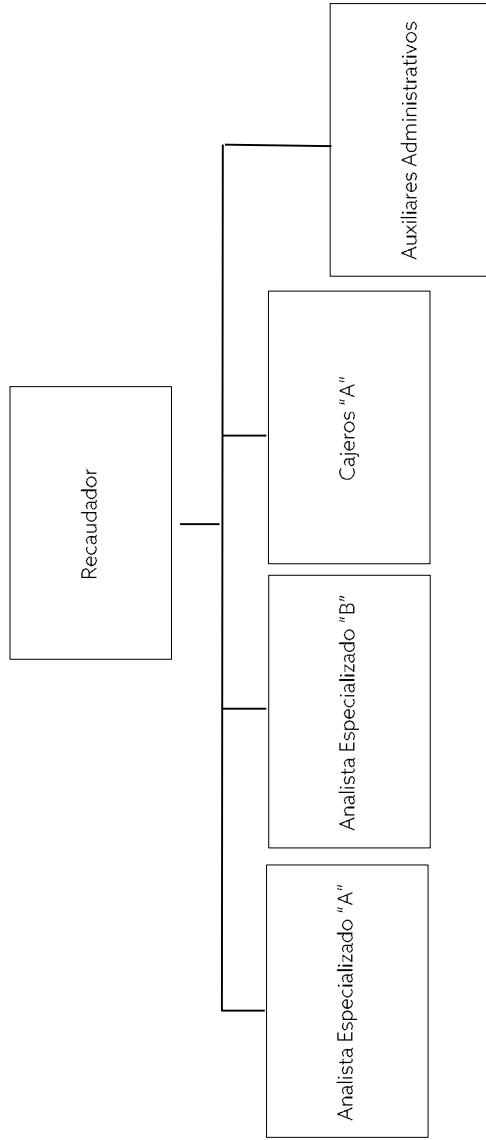 Recaudador
Analista Especializado "A"
Analista Especializado "B"
Cajeros "A"
Auxiliares Administrativos